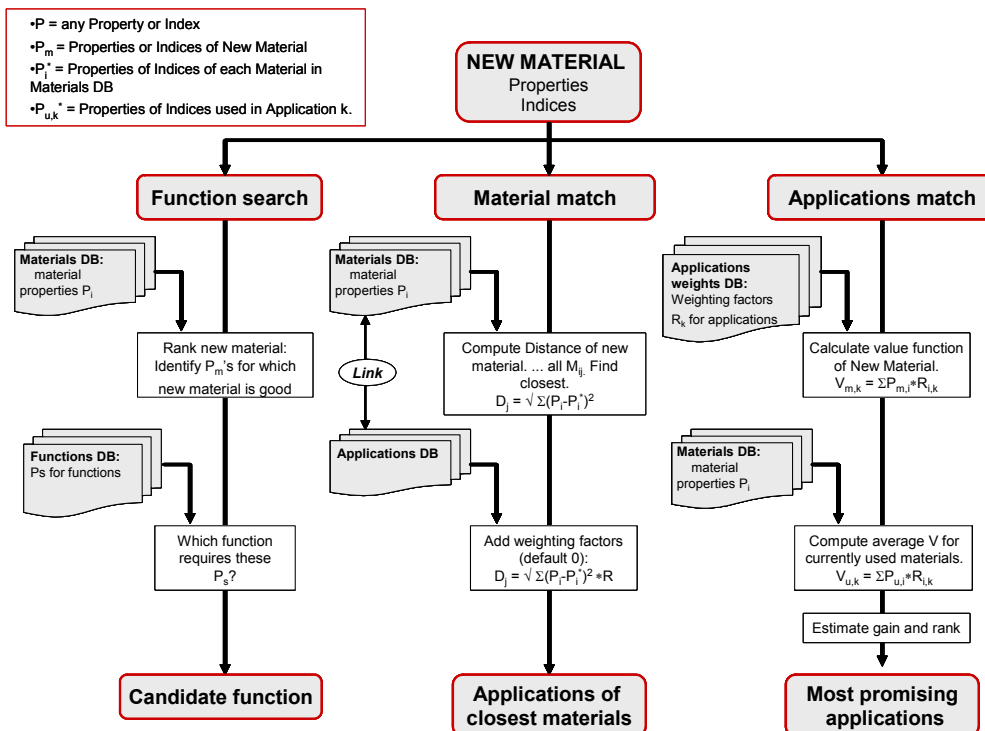 •P = any Property or Index
•Pm = Properties or Indices of New Material
•Pi* = Properties of Indices of each Material in
Materials DB
•Pu,k* = Properties of Indices used in Application k.
NEW MATERIAL
Properties
Indices
Function search
Materials DB:
material
properties Pi
Rank new material:
Identify Pm's for which
new material is good
Functions DB:
Ps for functions
Which function
requires these
Ps?
Candidate function
Material match
Materials DB:
material
properties Pi
Link
Compute Distance of new
material. ... all Mij. Find
closest.
Dj = √ Σ(Pi-Pi*)2
Applications DB
Add weighting factors
(default 0):
Dj = √ Σ(Pi-Pi*)2 *R
Applications of
closest materials
Applications match
Applications
weights DB:
Weighting factors
Rk for applications
Calculate value function
of New Material.
Vm,k = ΣPm,i*Ri,k
Materials DB:
material
properties Pi
Compute average V for
currently used materials.
Vu,k = ΣPu,i*Ri,k
Estimate gain and rank
Most promising
applications